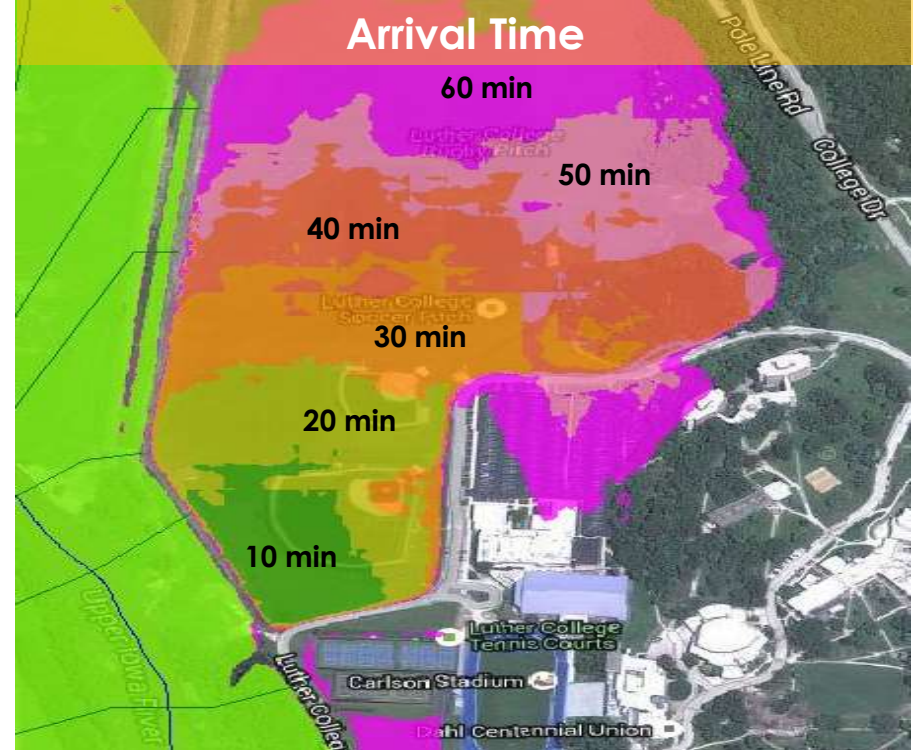 Arrival Time
Pole Line Rd
60 min
Luther College
Rugby Pitch
College Dr
50 min
40 min
Luther College
Soccer Pitch
30 min
20 min
10 min
Upper Iowa River
Luther College
Tennis Courts
Luther College
Carlson Stadium
Dahl Centennial Union